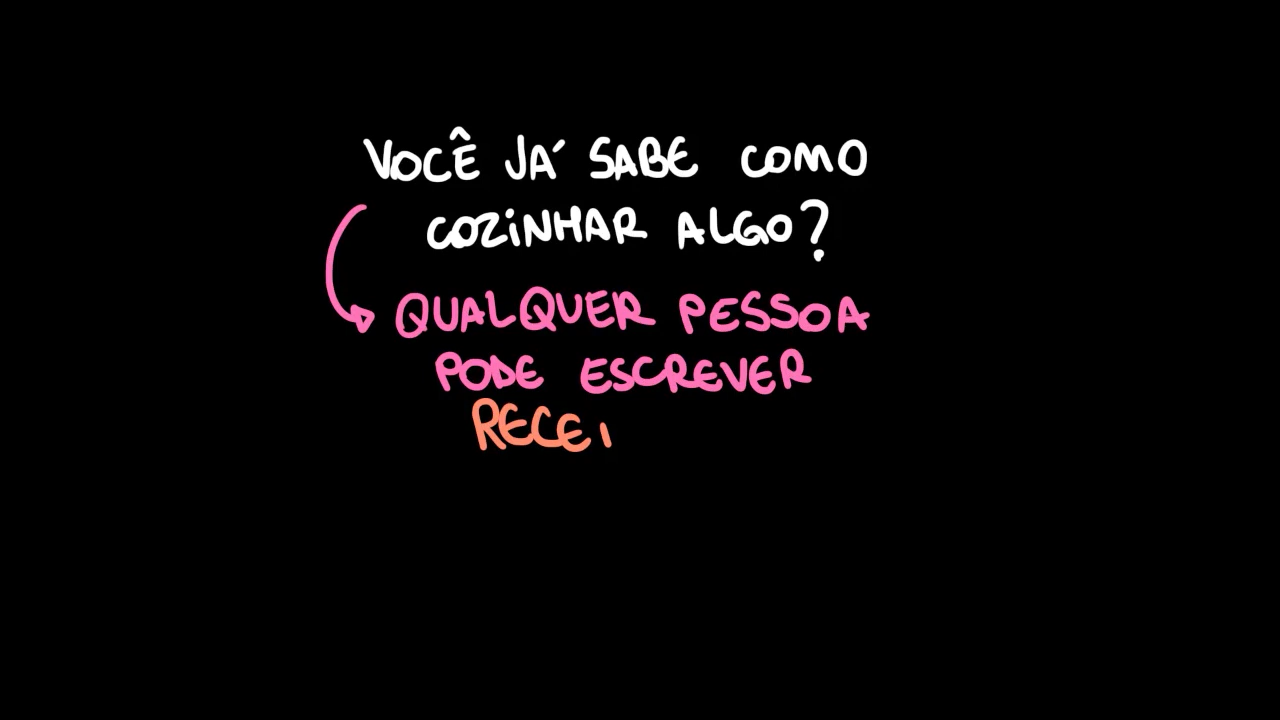 VOCÊ JÁ SABE COMO
COZINHAR ALGO?
QUALQUER PESSOA
PODE ESCREVER
RECEI